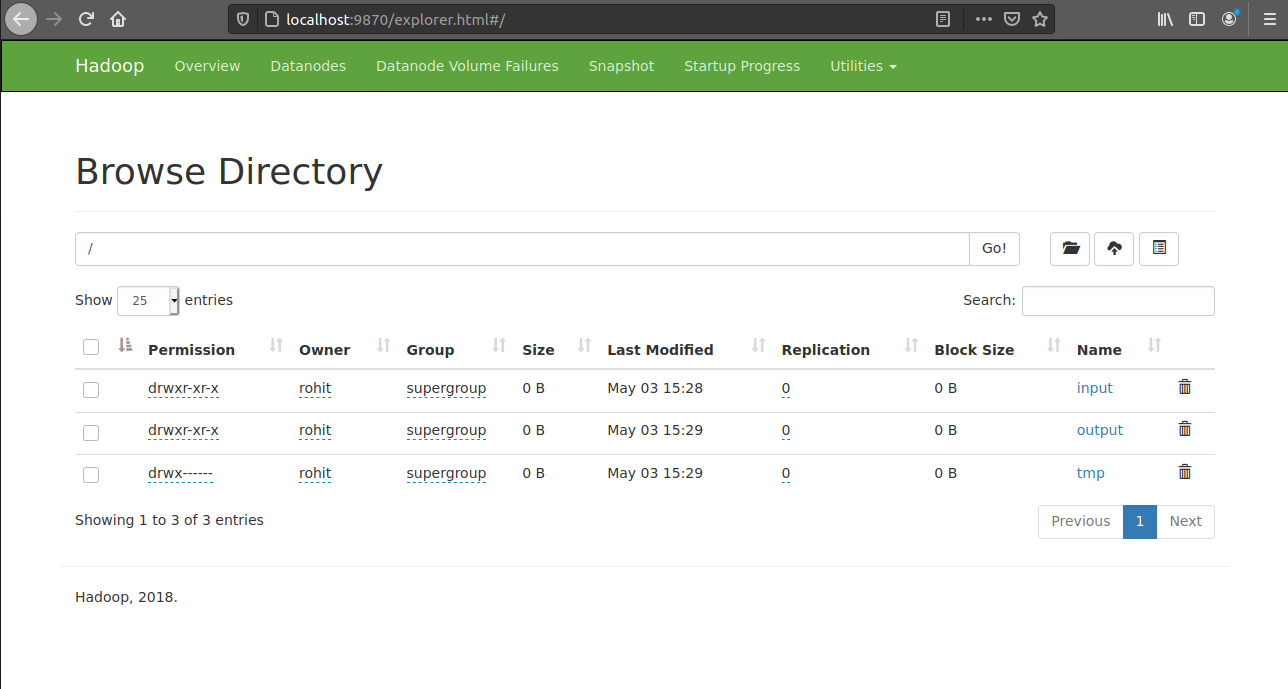 localhost:9870/explorer.html#/
Hadoop Overview Datanodes Datanode Volume Failures Snapshot Startup Progress Utilities
Browse Directory
/ Go!
Show 25 entries Search:
Permission Owner Group Size Last Modified Replication Block Size Name
drwxr-xr-x rohit supergroup 0 B May 03 15:28 0 0 B input
drwxr-xr-x rohit supergroup 0 B May 03 15:29 0 0 B output
drwx------ rohit supergroup 0 B May 03 15:29 0 0 B tmp
Showing 1 to 3 of 3 entries Previous 1 Next
Hadoop, 2018.